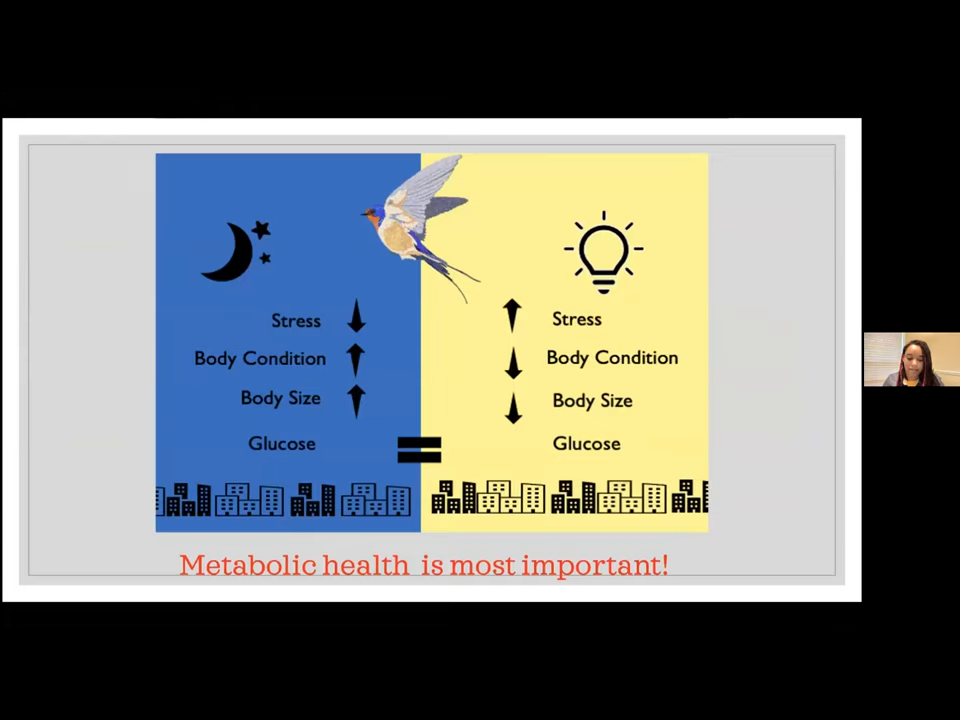 Stress
Body Condition
Body Size
Glucose
Stress
Body Condition
Body Size
Glucose
Metabolic health is most important!